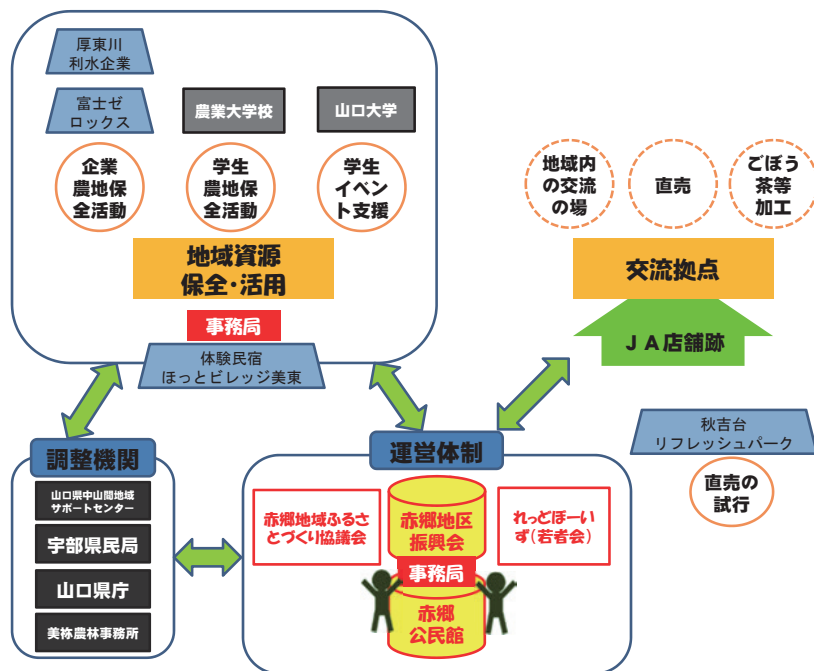 厚東川
利水企業
富士ゼ
ロックス
農業大学校
山口大学
企業
農地保
全活動
学生
農地保
全活動
学生
イベン
ト支援
地域資源
保全・活用
事務局
体験民宿
ほっとビレッジ美東
地域内
の交流
の場
直売
ごぼう
茶等
加工
交流拠点
JA店舗跡
秋吉台
リフレッシュパーク
直売の
試行
調整機関
山口県中山間地域
サポートセンター
宇部県民局
山口県庁
美祢農林事務所
運営体制
赤郷地域ふるさ
とづくり協議会
赤郷地区
振興会
事務局
赤郷
公民館
れっどぼーい
ず(若者会)